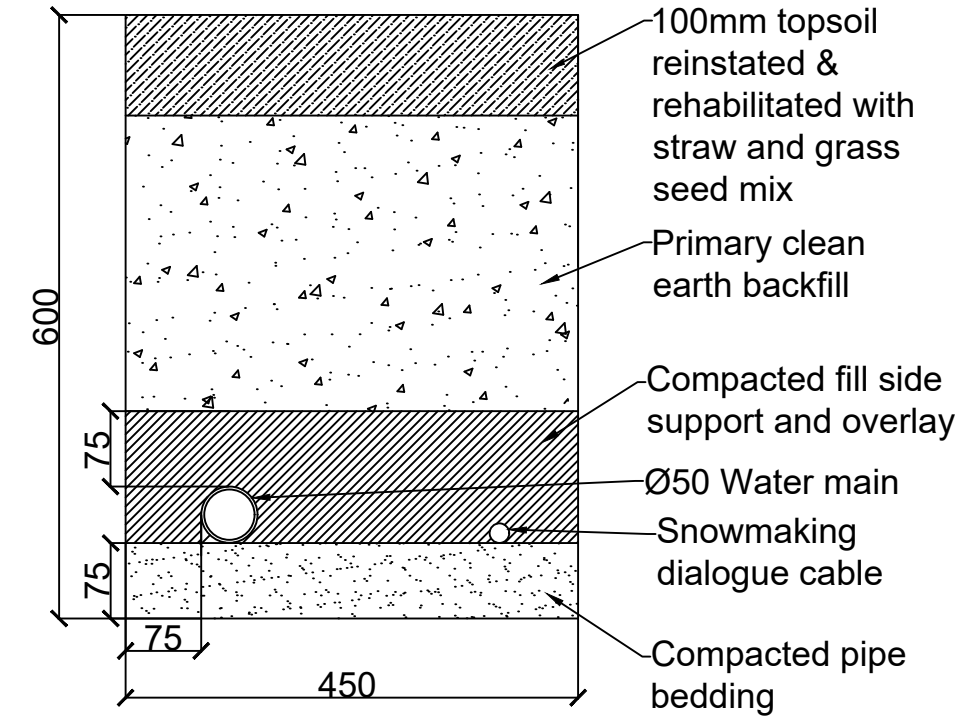 100mm topsoil
reinstated &
rehabilitated with
straw and grass
seed mix
Primary clean
earth backfill
600
Compacted fill side
support and overlay
75
Ø50 Water main
Snowmaking
dialogue cable
75
75
Compacted pipe
bedding
450